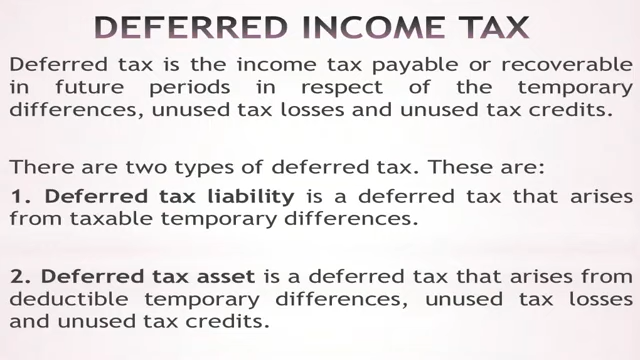 DEFERRED INCOME TAX
Deferred tax is the income tax payable or recoverable
in future periods in respect of the temporary
differences, unused tax losses and unused tax credits.
There are two types of deferred tax. These are:
1. Deferred tax liability is a deferred tax that arises
from taxable temporary differences.
2. Deferred tax asset is a deferred tax that arises from
deductible temporary differences, unused tax losses
and unused tax credits.